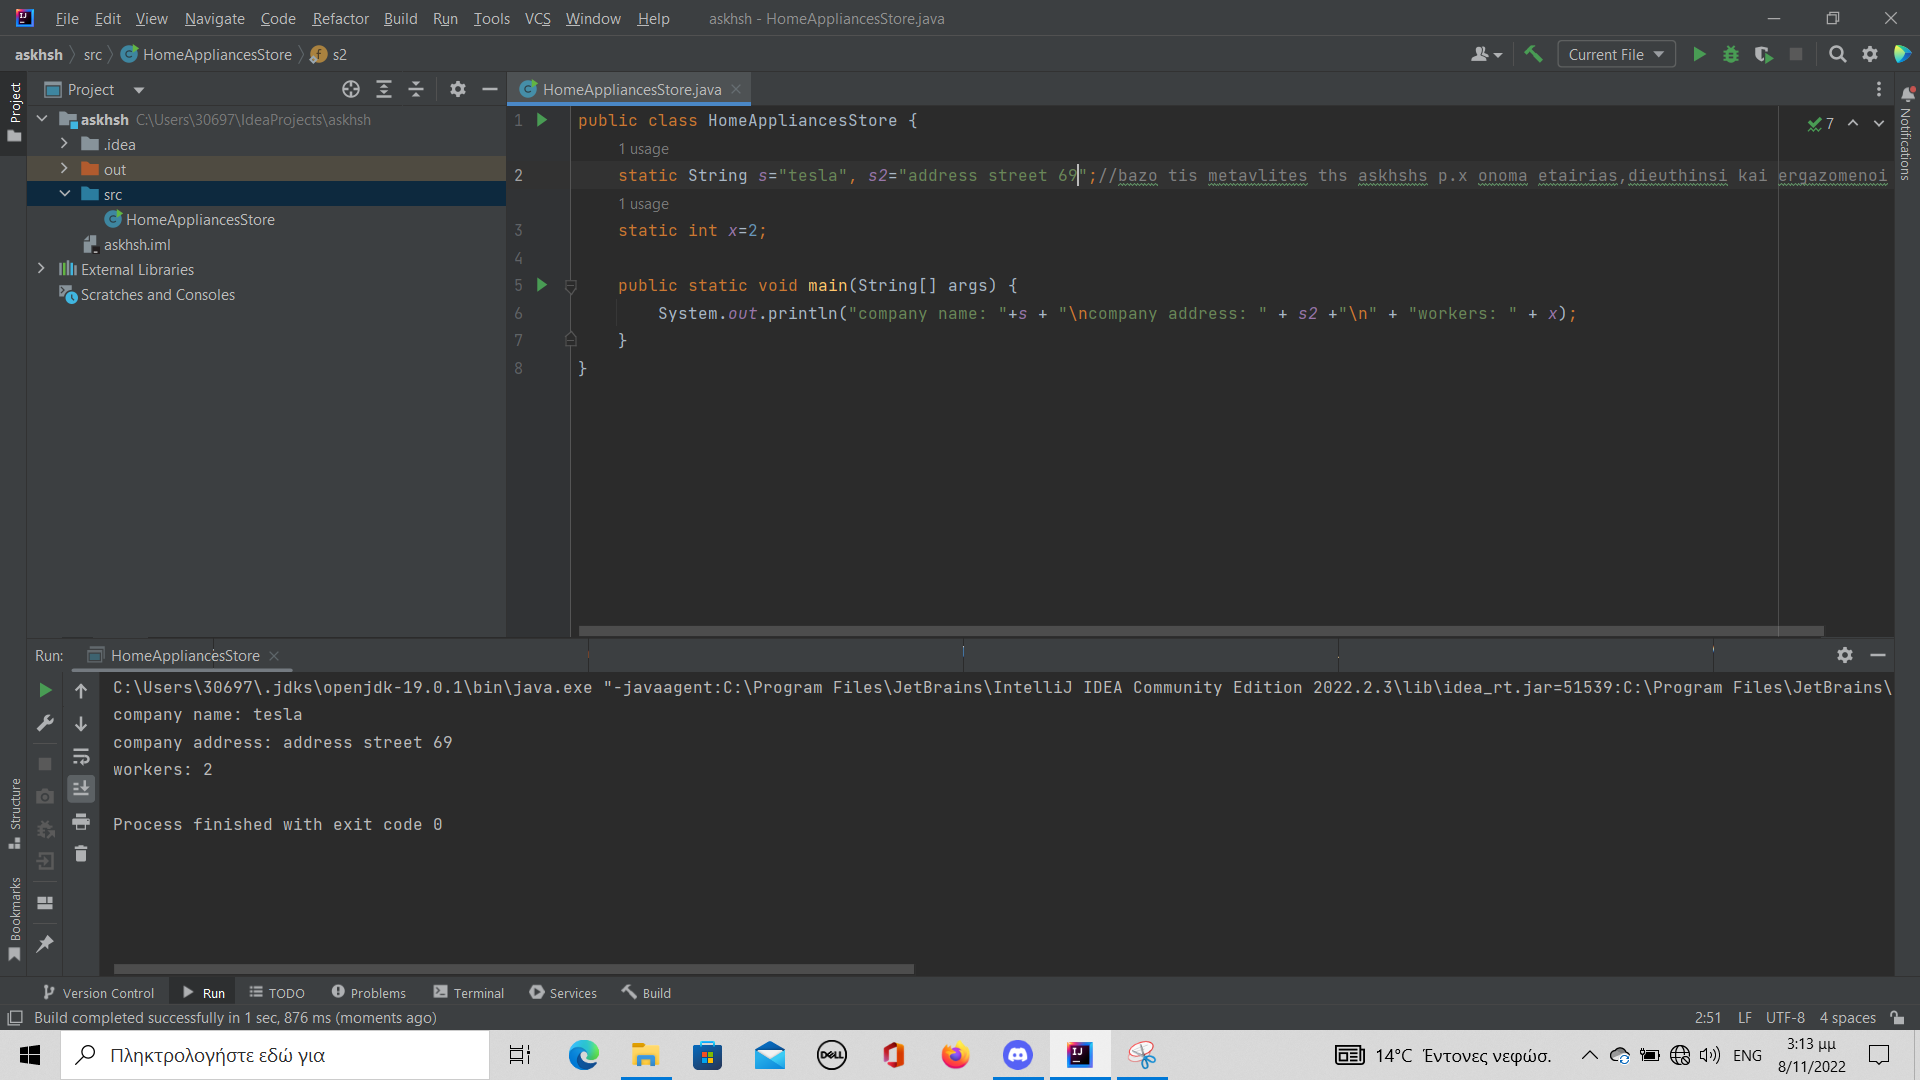 File Edit View Navigate Code Refactor Build Run Tools VCS Window Help askhsh - HomeAppliancesStore.java
askhsh src HomeAppliancesStore s2 Current File
Project
Project
HomeAppliancesStore.java
askhsh C:\Users\30697\IdeaProjects\askhsh
.idea
out
src
HomeAppliancesStore
askhsh.iml
External Libraries
Scratches and Consoles
1 public class HomeAppliancesStore {
1 usage
2 static String s="tesla", s2="address street 69";//bazo tis metavlites ths askhshs p.x onoma etairias,dieuthinsi kai ergazomenoi
1 usage
3 static int x=2;
4
5 public static void main(String[] args) {
6 System.out.println("company name: "+s + "\ncompany address: " + s2 +"\n" + "workers: " + x);
7 }
8 }
7
Notifications
Run: HomeAppliancesStore
C:\Users\30697\.jdks\openjdk-19.0.1\bin\java.exe "-javaagent:C:\Program Files\JetBrains\IntelliJ IDEA Community Edition 2022.2.3\lib\idea_rt.jar=51539:C:\Program Files\JetBrains\
company name: tesla
company address: address street 69
workers: 2
Process finished with exit code 0
Structure
Bookmarks
Version Control Run TODO Problems Terminal Services Build
Build completed successfully in 1 sec, 876 ms (moments ago) 2:51 LF UTF-8 4 spaces
Πληκτρολογήστε εδώ για DELL IJ 14°C Έντονες νεφώσ. ENG 3:13 μμ
8/11/2022